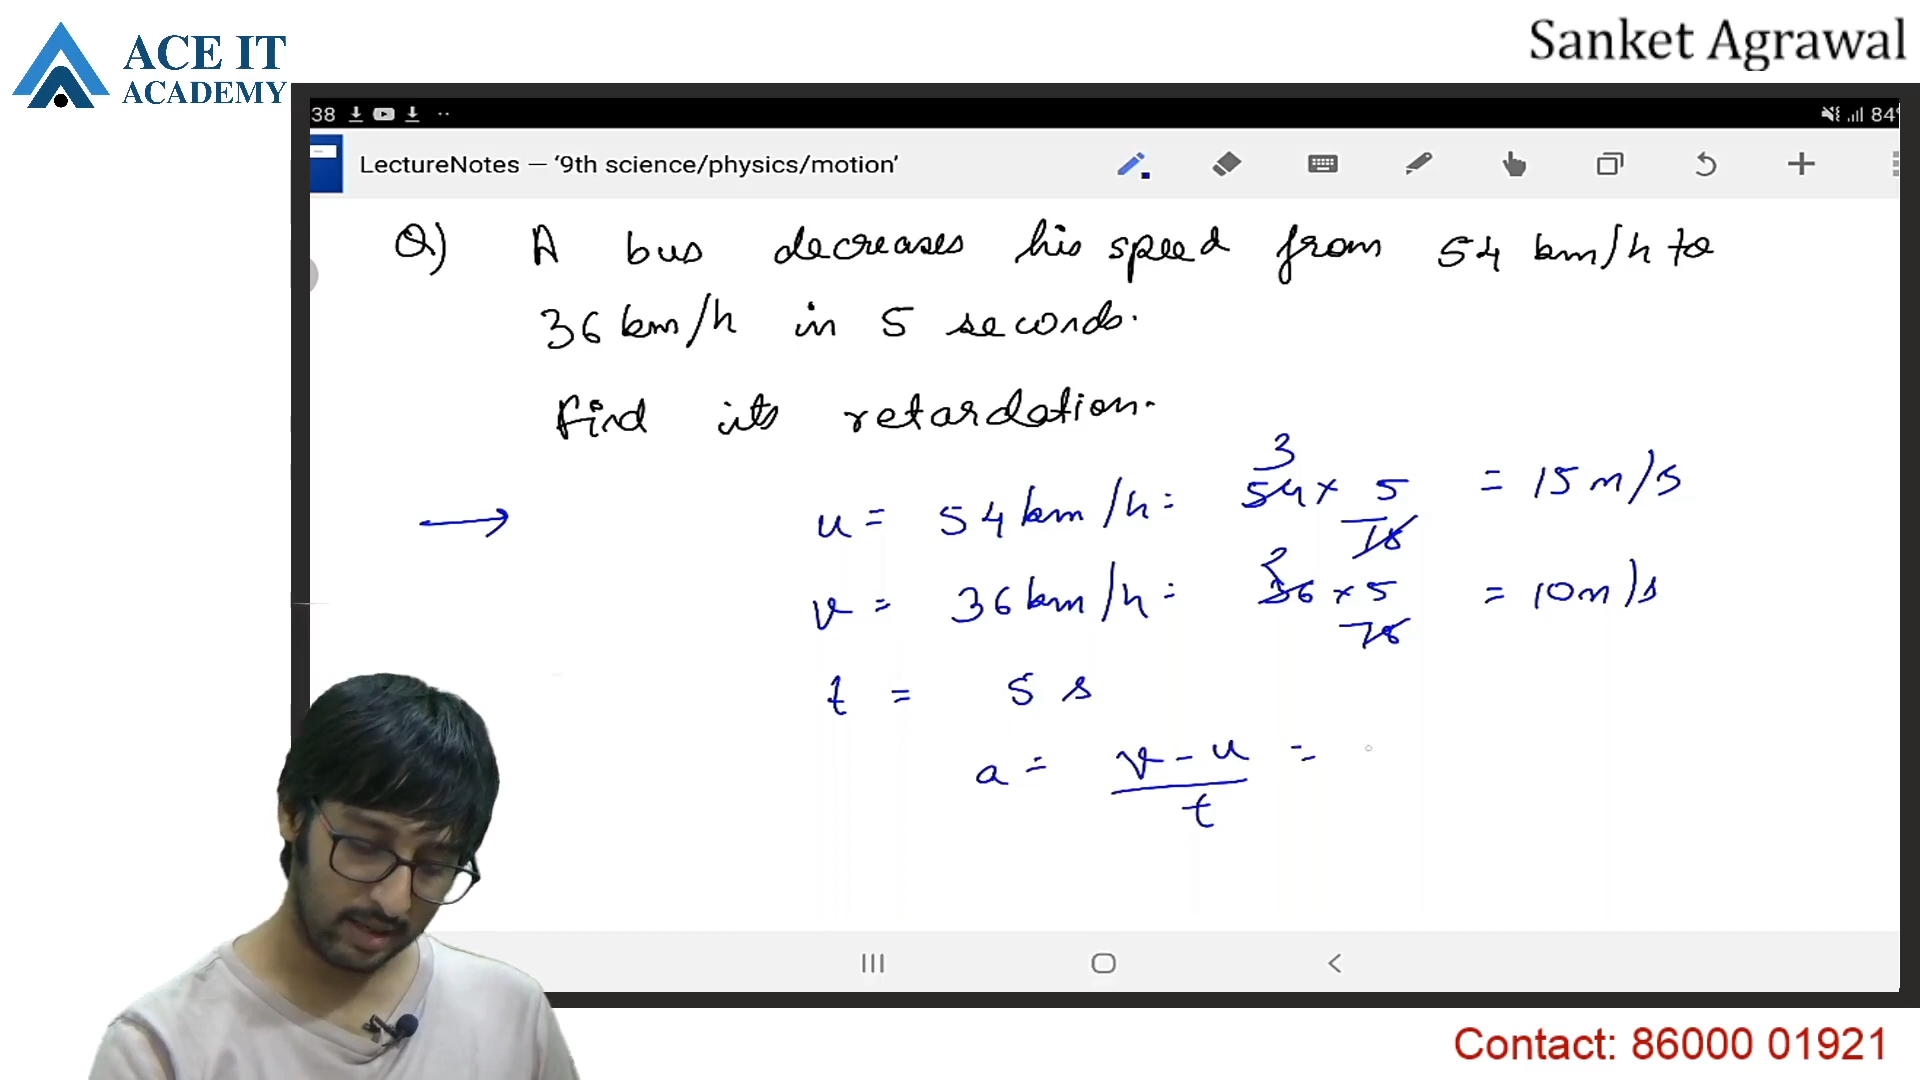 ACE IT
ACADEMY
Sanket Agrawal
38 84
LectureNotes — ‘9th science/physics/motion’
Q) A bus decreases his speed from 54 km/h to
36 km/h in 5 seconds.
Find its retardation.
u = 54 km/h = 3 54 x 5 / 18 = 15 m/s
v = 36 km/h = 2 36 x 5 / 18 = 10 m/s
t = 5 s
a = v - u / t =
Contact: 86000 01921